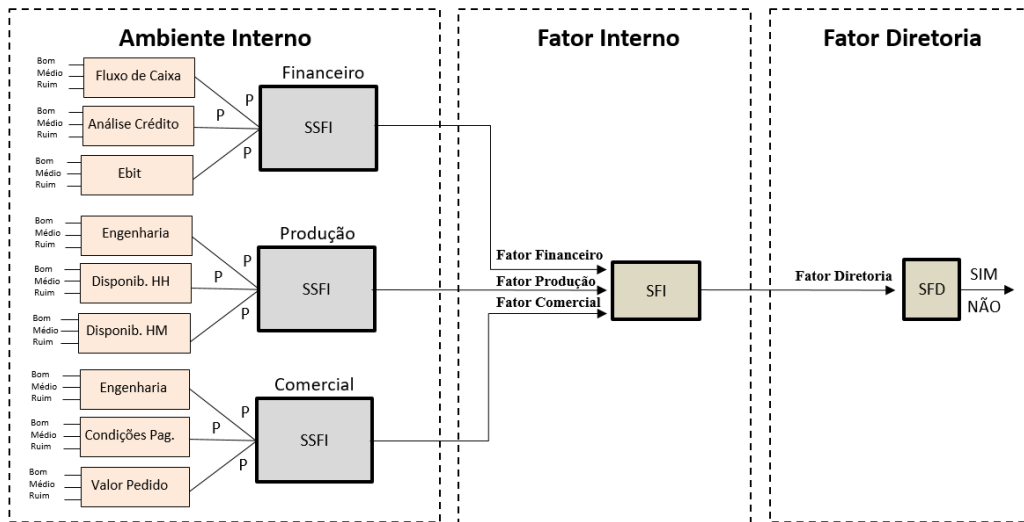 Ambiente Interno
Fator Interno
Fator Diretoria
Financeiro
Bom
Médio
Ruim
Fluxo de Caixa
P
Bom
Médio
Ruim
Análise Crédito
P
SSFI
Bom
Médio
Ruim
Ebit
P
Produção
Bom
Médio
Ruim
Engenharia
P
Bom
Médio
Ruim
Disponib. HH
P
SSFI
Bom
Médio
Ruim
Disponib. HM
P
Comercial
Bom
Médio
Ruim
Engenharia
P
Bom
Médio
Ruim
Condições Pag.
P
SSFI
Bom
Médio
Ruim
Valor Pedido
P
Fator Financeiro
Fator Produção
Fator Comercial
SFI
Fator Diretoria
SFD
SIM
NÃO